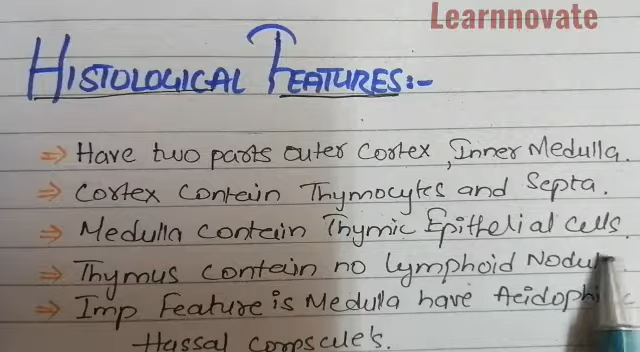 Learnnovate
HISTOLOGICAL FEATURES:-
⇒ Have two parts outer Cortex, Inner Medulla.
⇒ Cortex contain Thymocytes and Septa.
⇒ Medulla contain Thymic Epithelial cells.
⇒ Thymus contain no lymphoid
⇒ Imp Feature is Medula have
Hassal corpscule's.